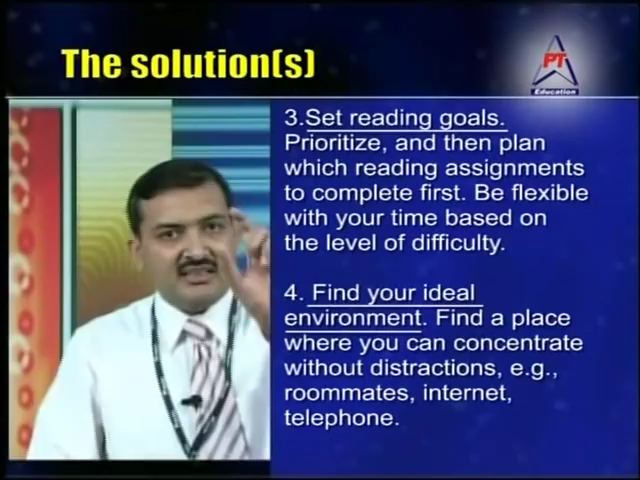 The solution(s)
PT
Education
3.Set reading goals.
Prioritize, and then plan
which reading assignments
to complete first. Be flexible
with your time based on
the level of difficulty.
4. Find your ideal
environment. Find a place
where you can concentrate
without distractions, e.g.,
roommates, internet,
telephone.